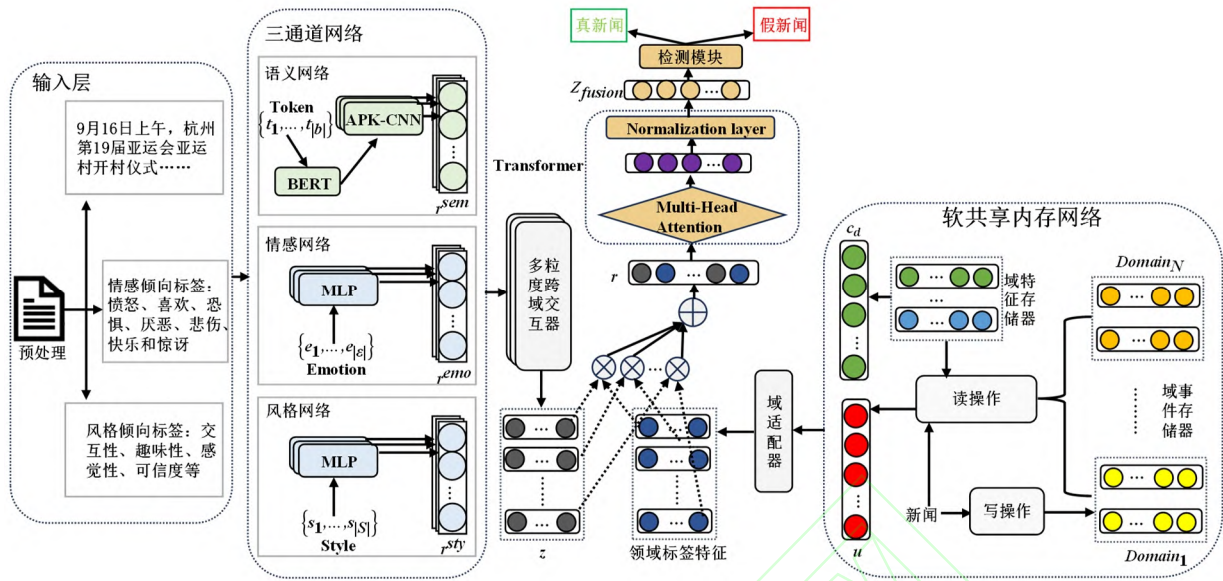 输入层
9月16日上午，杭州
第19届亚运会亚运
村开村仪式……
预处理
情感倾向标签：
愤怒、喜欢、恐
惧、厌恶、悲伤、
快乐和惊讶
风格倾向标签：交
互性、趣味性、感
觉性、可信度等
三通道网络
语义网络
Token
{t1,...,t|b|}
BERT
APK-CNN
r^sem
情感网络
MLP
{e1,...,e|ε|}
Emotion
r^emo
风格网络
MLP
{s1,...,s|S|}
Style
r^sty
多粒
度跨
域交
互器
z
真新闻
假新闻
检测模块
Z_fusion
Normalization layer
Transformer
Multi-Head
Attention
r
领域标签特征
域
适
配
器
软共享内存网络
c_d
域特
征存
储器
Domain_N
读操作
域事
件存
储器
新闻
写操作
u
Domain_1